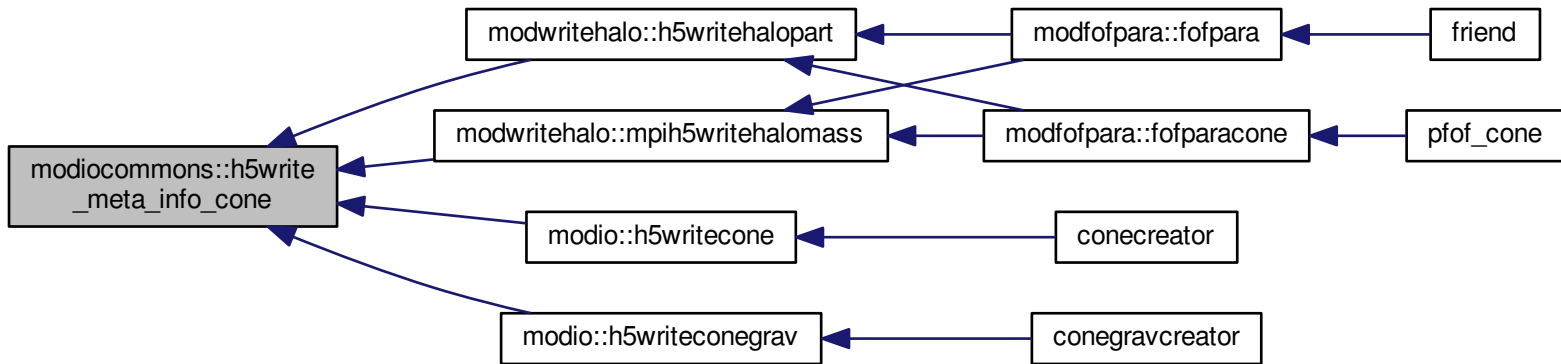 modwritehalo::h5writehalopart
modfofpara::fofpara
friend
modwritehalo::mpih5writehalomass
modfofpara::fofparacone
pfof_cone
modiocommons::h5write
_meta_info_cone
modio::h5writecone
conecreator
modio::h5writeconegrav
conegravcreator